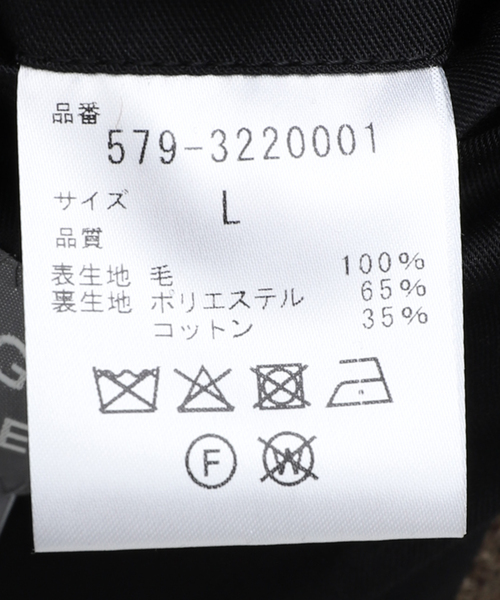 品番
579-3220001
サイズ L
品質
表生地 毛 100%
裏生地 ポリエステル 65%
コットン 35%
F
W
G
E